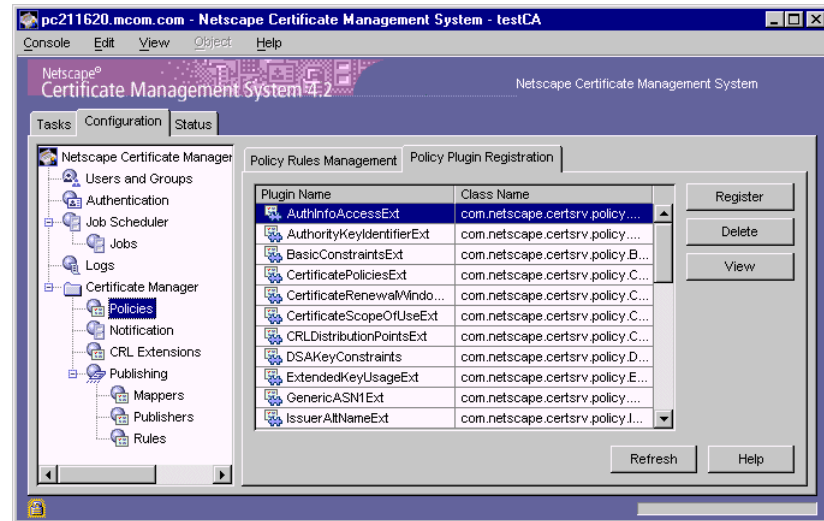 pc211620.mcom.com - Netscape Certificate Management System - testCA
Console Edit View Object Help
Netscape®
Certificate Management System 4.2
Netscape Certificate Management System
Tasks Configuration Status
Netscape Certificate Manager
Users and Groups
Authentication
Job Scheduler
Jobs
Logs
Certificate Manager
Policies
Notification
CRL Extensions
Publishing
Mappers
Publishers
Rules
Policy Rules Management Policy Plugin Registration
Plugin Name Class Name
AuthInfoAccessExt com.netscape.certsrv.policy....
AuthorityKeyIdentifierExt com.netscape.certsrv.policy....
BasicConstraintsExt com.netscape.certsrv.policy.B...
CertificatePoliciesExt com.netscape.certsrv.policy.C...
CertificateRenewalWindo... com.netscape.certsrv.policy.C...
CertificateScopeOfUseExt com.netscape.certsrv.policy.C...
CRLDistributionPointsExt com.netscape.certsrv.policy.C...
DSAKeyConstraints com.netscape.certsrv.policy.D...
ExtendedKeyUsageExt com.netscape.certsrv.policy.E...
GenericASN1Ext com.netscape.certsrv.policy.G...
IssuerAltNameExt com.netscape.certsrv.policy.I...
Register
Delete
View
Refresh Help